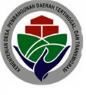 KEMENTERIAN DESA, PEMBANGUNAN DAERAH TERTINGGAL, DAN TRANSMIGRASI